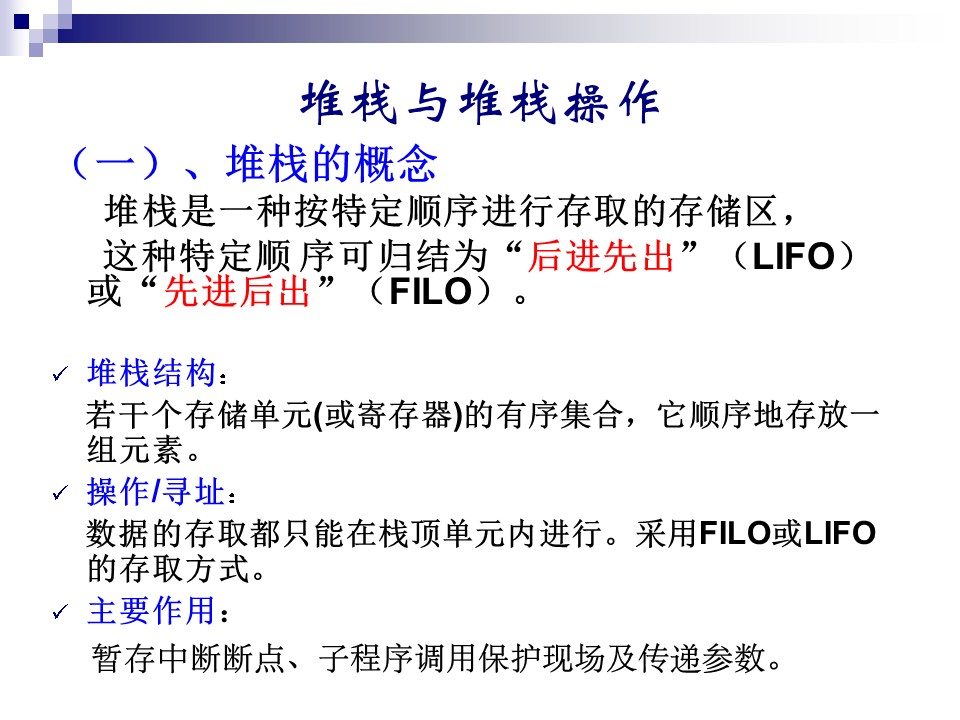 堆栈与堆栈操作
（一）、堆栈的概念
堆栈是一种按特定顺序进行存取的存储区，
这种特定顺 序可归结为“后进先出”（LIFO）
或“先进后出”（FILO）。
✓ 堆栈结构：
若干个存储单元(或寄存器)的有序集合，它顺序地存放一
组元素。
✓ 操作/寻址：
数据的存取都只能在栈顶单元内进行。采用FILO或LIFO
的存取方式。
✓ 主要作用：
暂存中断断点、子程序调用保护现场及传递参数。